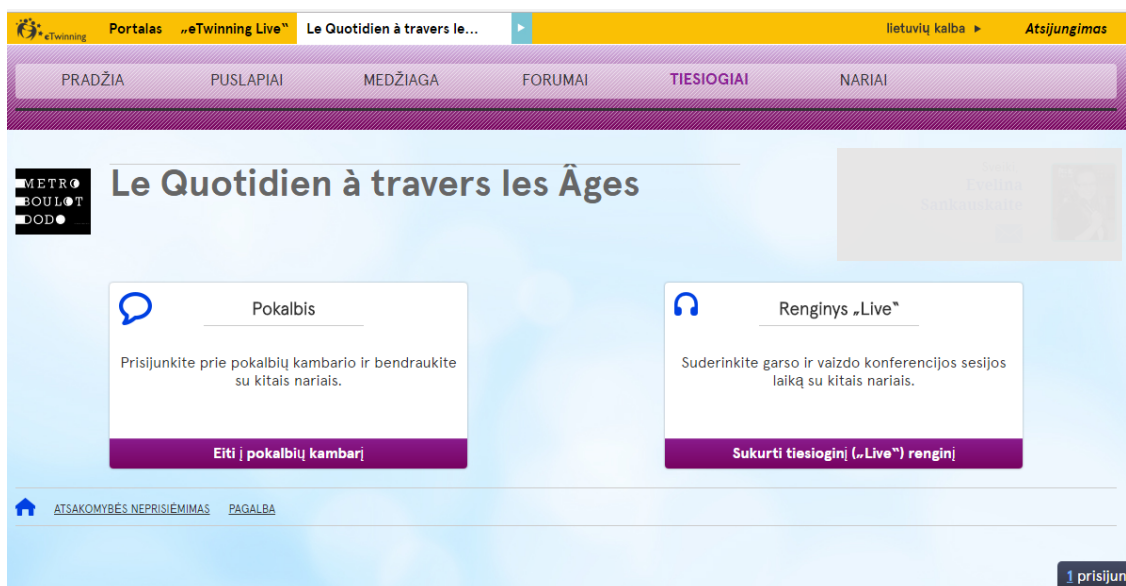 eTwinning Portalas „eTwinning Live“ Le Quotidien à travers le... lietuvių kalba Atsijungimas
PRADŽIA PUSLAPIAI MEDŽIAGA FORUMAI TIESIOGIAI NARIAI
METRO
BOULOT
DODO
Le Quotidien à travers les Âges
Evelina
Pokalbis
Prisijunkite prie pokalbių kambario ir bendraukite
su kitais nariais.
Eiti į pokalbių kambarį
Renginys „Live“
Suderinkite garso ir vaizdo konferencijos sesijos
laiką su kitais nariais.
Sukurti tiesioginį („Live“) renginį
ATSAKOMYBĖS NEPRISIĖMIMAS PAGALBA
1 prisijun